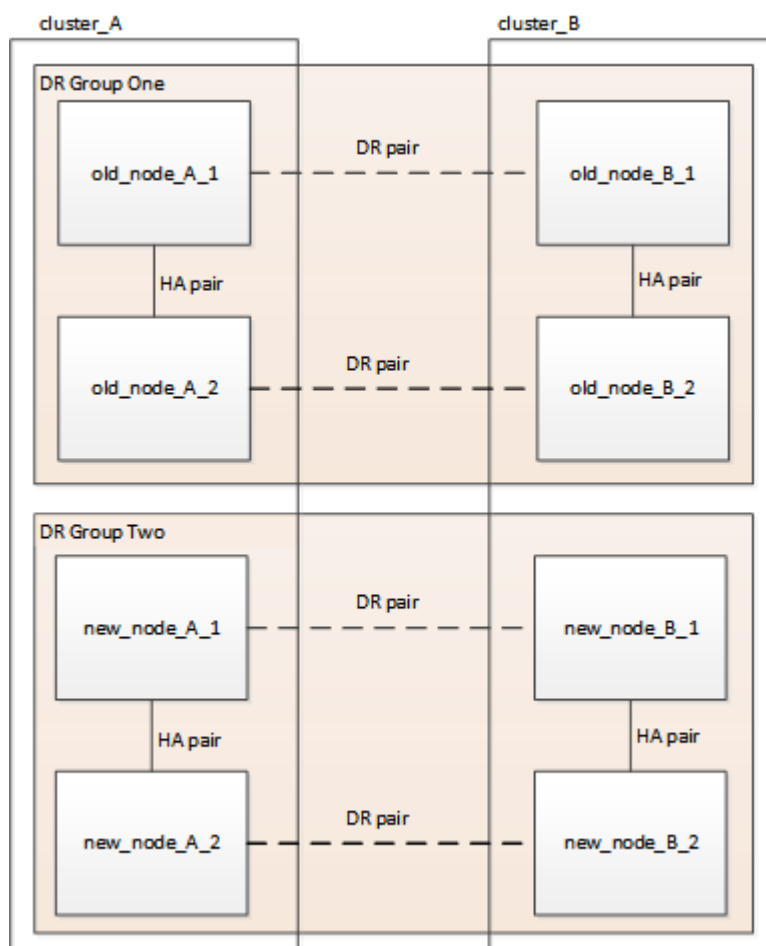 cluster_A
cluster_B
DR Group One
old_node_A_1
DR pair
old_node_B_1
HA pair
HA pair
old_node_A_2
DR pair
old_node_B_2
DR Group Two
new_node_A_1
DR pair
new_node_B_1
HA pair
HA pair
new_node_A_2
DR pair
new_node_B_2